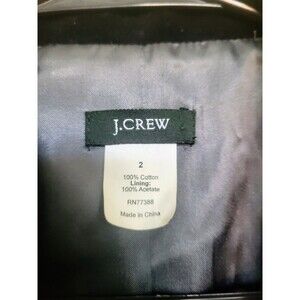 J.CREW
2
100% Cotton
Lining:
100% Acetate
RN77388
Made in China